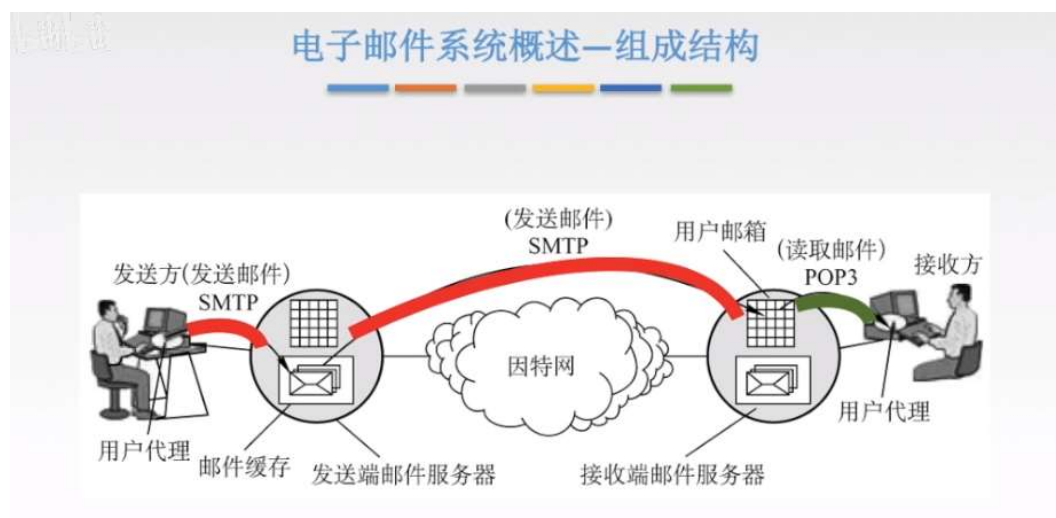 电子邮件系统概述—组成结构
(发送邮件)
SMTP
用户邮箱
(读取邮件)
POP3
接收方
发送方(发送邮件)
SMTP
因特网
用户代理
邮件缓存
发送端邮件服务器
接收端邮件服务器
用户代理